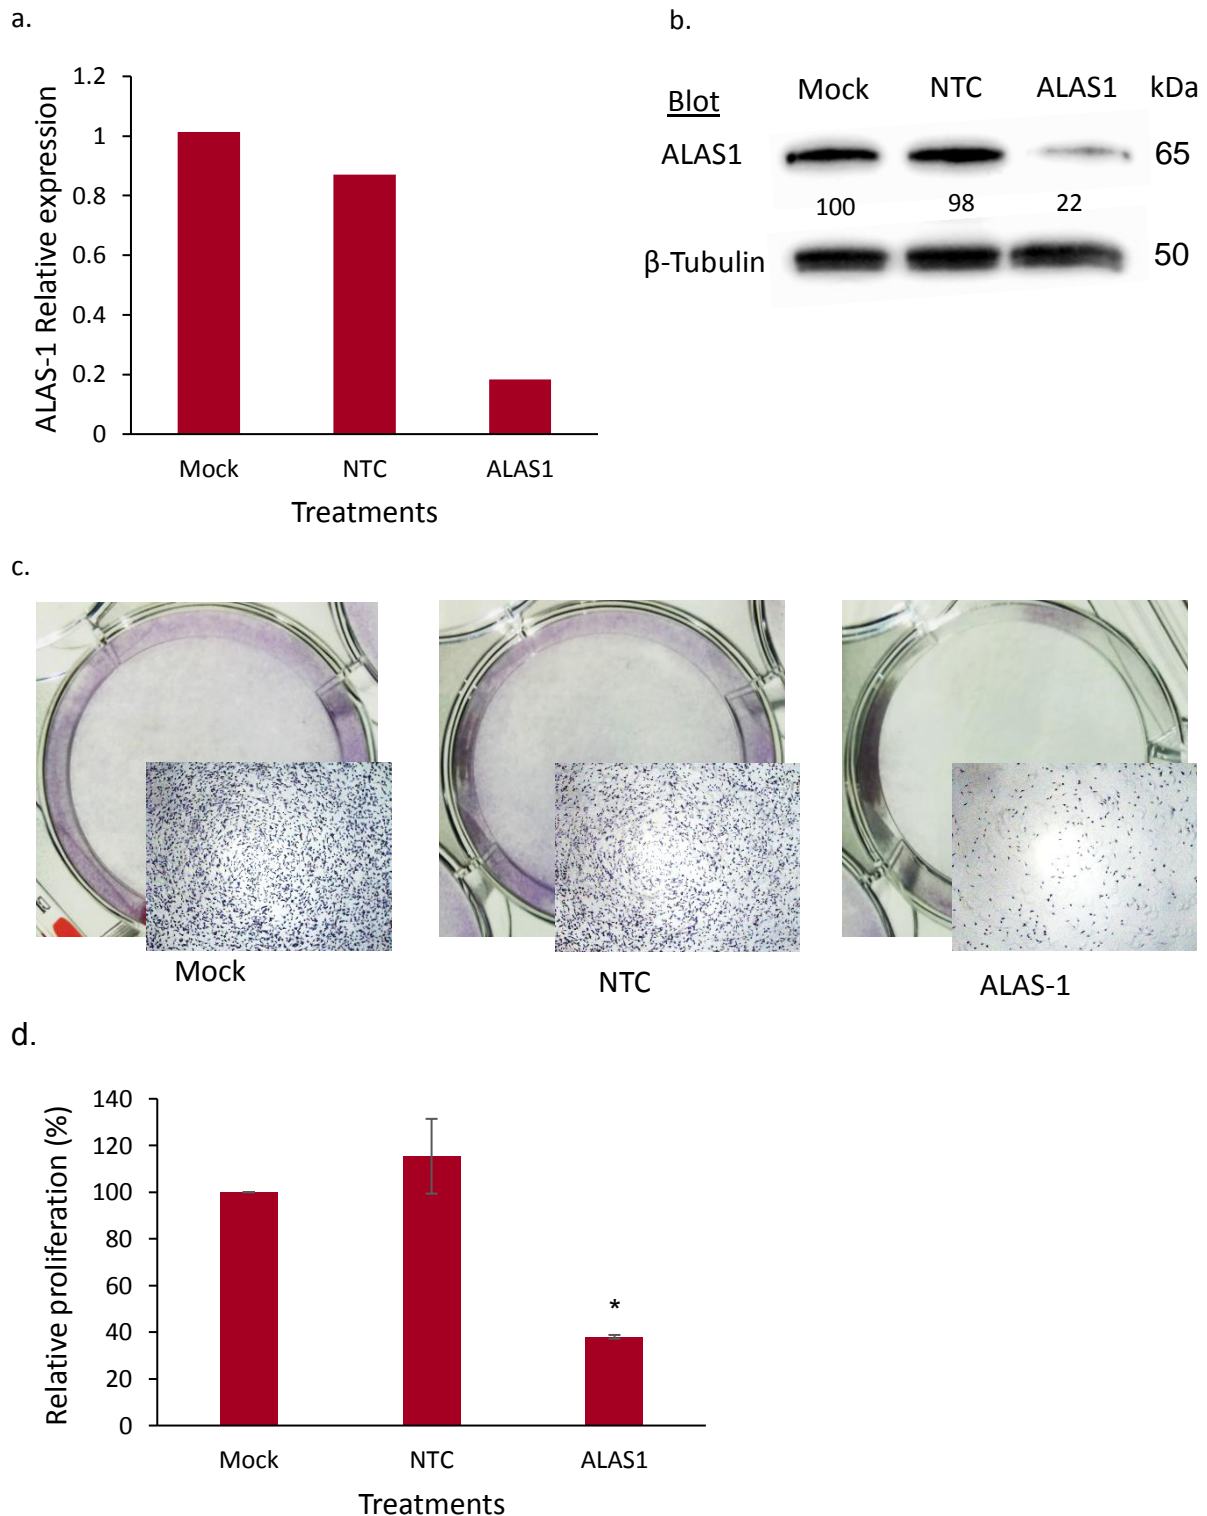 a.
1.2
1
0.8
0.6
0.4
0.2
0
ALAS-1 Relative expression
Mock NTC ALAS1
Treatments
b.
Blot Mock NTC ALAS1 kDa
ALAS1 65
100 98 22
β-Tubulin 50
c.
Mock
NTC
ALAS-1
d.
140
120
100
80
60
40
20
0
Relative proliferation (%)
*
Mock NTC ALAS1
Treatments